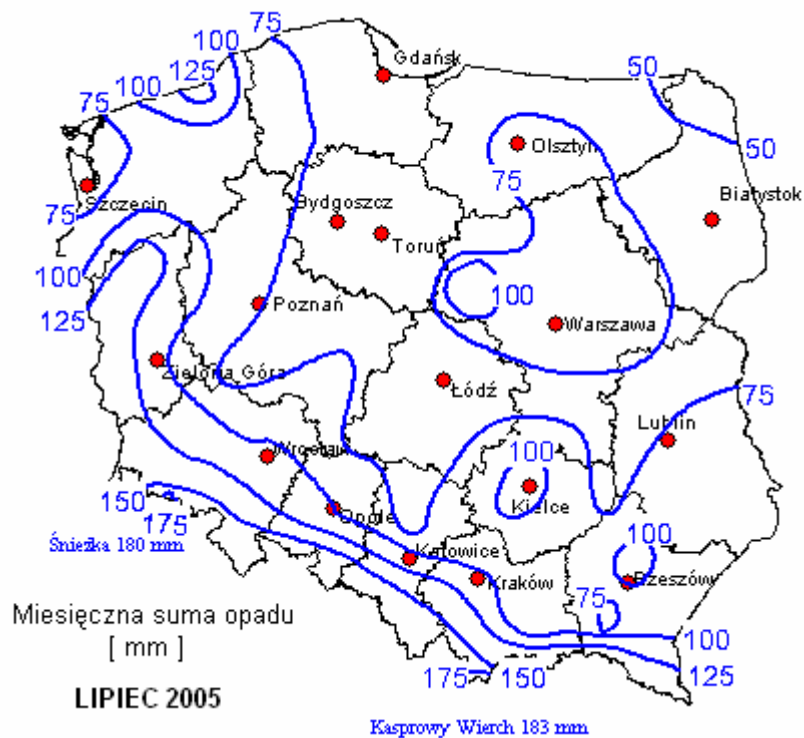 75
100
Gdańsk
125
100
50
75
Olsztyn
50
75
Szczecin
Bydgoszcz
Białystok
75
Toruń
100
100
125
Poznań
Warszawa
Zielona Góra
Łódź
75
Lublin
100
Wrocław
150
Kielce
175
Opole
100
Śnieżka 180 mm
Katowice
Kraków
Rzeszów
75
Miesięczna suma opadu
[ mm ]
100
175
150
125
LIPIEC 2005
Kasprowy Wierch 183 mm